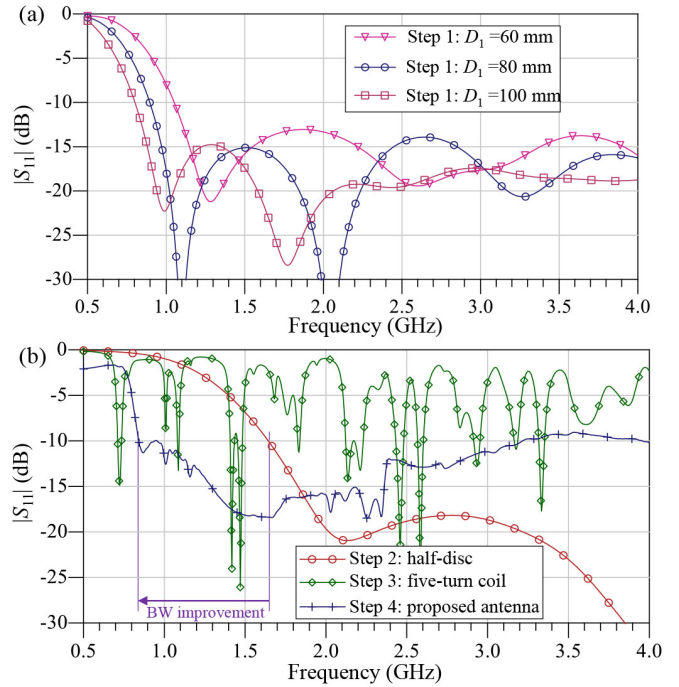 (a)
0
-5
-10
-15
-20
-25
-30
|S₁₁| (dB)
Step 1: D₁ =60 mm
Step 1: D₁ =80 mm
Step 1: D₁ =100 mm
0.5 1.0 1.5 2.0 2.5 3.0 3.5 4.0
Frequency (GHz)
(b)
0
-5
-10
-15
-20
-25
-30
|S₁₁| (dB)
Step 2: half-disc
Step 3: five-turn coil
Step 4: proposed antenna
BW improvement
0.5 1.0 1.5 2.0 2.5 3.0 3.5 4.0
Frequency (GHz)